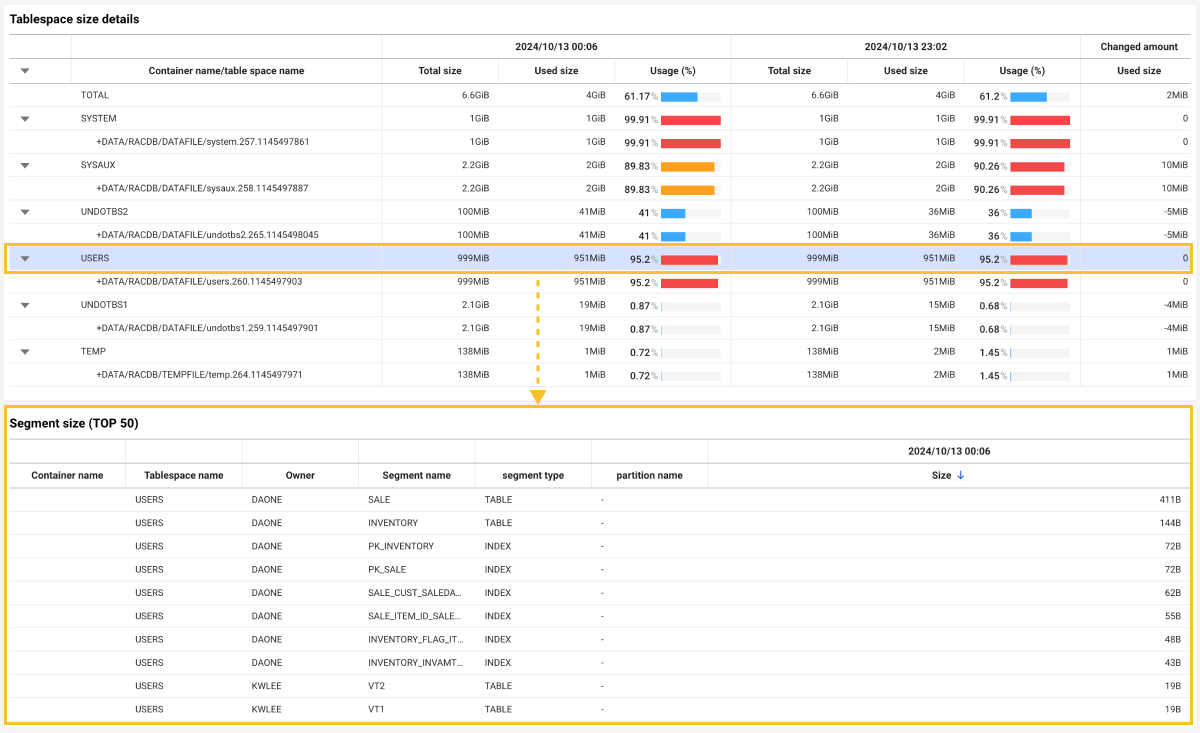 Tablespace size details
2024/10/13 00:06 2024/10/13 23:02 Changed amount
Container name/table space name Total size Used size Usage (%) Total size Used size Usage (%) Used size
TOTAL 6.6GiB 4GiB 61.17% 6.6GiB 4GiB 61.2% 2MiB
SYSTEM 1GiB 1GiB 99.91% 1GiB 1GiB 99.91% 0
+DATA/RACDB/DATAFILE/system.257.1145497861 1GiB 1GiB 99.91% 1GiB 1GiB 99.91% 0
SYSAUX 2.2GiB 2GiB 89.83% 2.2GiB 2GiB 90.26% 10MiB
+DATA/RACDB/DATAFILE/sysaux.258.1145497887 2.2GiB 2GiB 89.83% 2.2GiB 2GiB 90.26% 10MiB
UNDOTBS2 100MiB 41MiB 41% 100MiB 36MiB 36% -5MiB
+DATA/RACDB/DATAFILE/undotbs2.265.1145498045 100MiB 41MiB 41% 100MiB 36MiB 36% -5MiB
USERS 999MiB 951MiB 95.2% 999MiB 951MiB 95.2% 0
+DATA/RACDB/DATAFILE/users.260.1145497903 999MiB 951MiB 95.2% 999MiB 951MiB 95.2% 0
UNDOTBS1 2.1GiB 19MiB 0.87% 2.1GiB 15MiB 0.68% -4MiB
+DATA/RACDB/DATAFILE/undotbs1.259.1145497901 2.1GiB 19MiB 0.87% 2.1GiB 15MiB 0.68% -4MiB
TEMP 138MiB 1MiB 0.72% 138MiB 2MiB 1.45% 1MiB
+DATA/RACDB/TEMPFILE/temp.264.1145497971 138MiB 1MiB 0.72% 138MiB 2MiB 1.45% 1MiB
Segment size (TOP 50)
2024/10/13 00:06
Container name Tablespace name Owner Segment name segment type partition name Size ↓
USERS DAONE SALE TABLE - 411B
USERS DAONE INVENTORY TABLE - 144B
USERS DAONE PK_INVENTORY INDEX - 72B
USERS DAONE PK_SALE INDEX - 72B
USERS DAONE SALE_CUST_SALEDA... INDEX - 62B
USERS DAONE SALE_ITEM_ID_SALE... INDEX - 55B
USERS DAONE INVENTORY_FLAG_IT... INDEX - 48B
USERS DAONE INVENTORY_INVAMT... INDEX - 43B
USERS KWLEE VT2 TABLE - 19B
USERS KWLEE VT1 TABLE - 19B